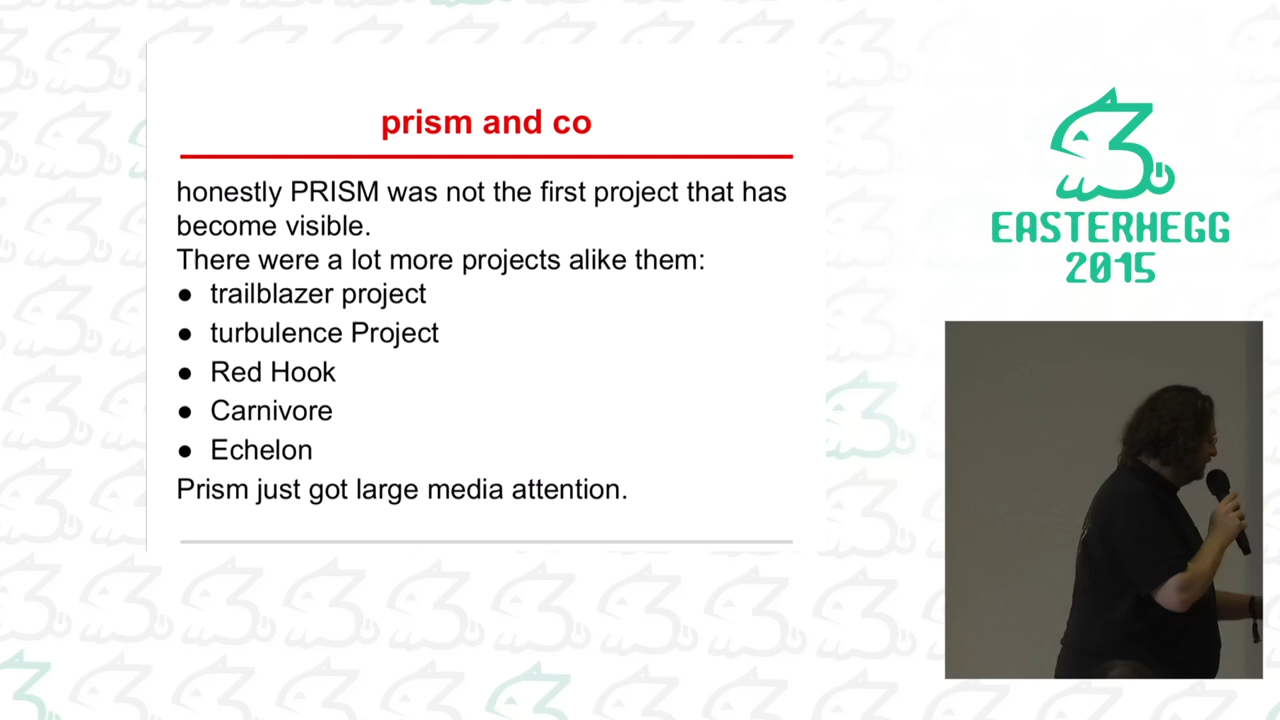 prism and co
honestly PRISM was not the first project that has
become visible.
There were a lot more projects alike them:
● trailblazer project
● turbulence Project
● Red Hook
● Carnivore
● Echelon
Prism just got large media attention.
EASTERHEGG
2015